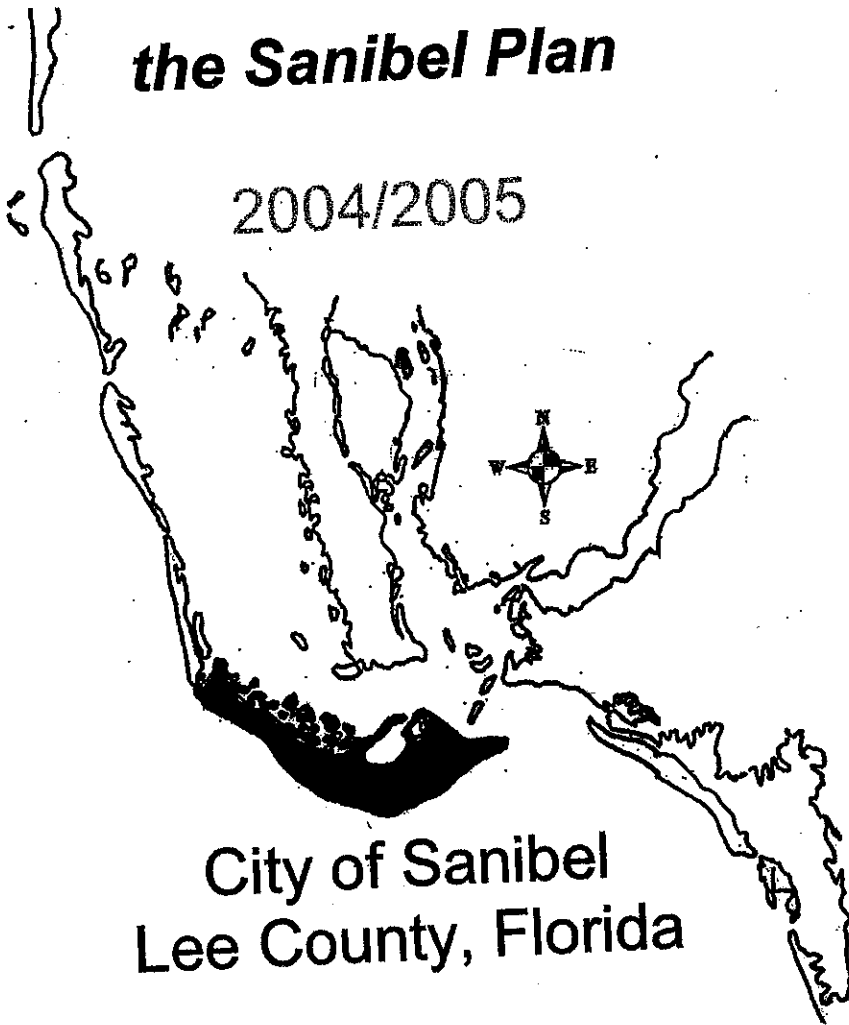 the Sanibel Plan
2004/2005
N
W E
S
City of Sanibel
Lee County, Florida